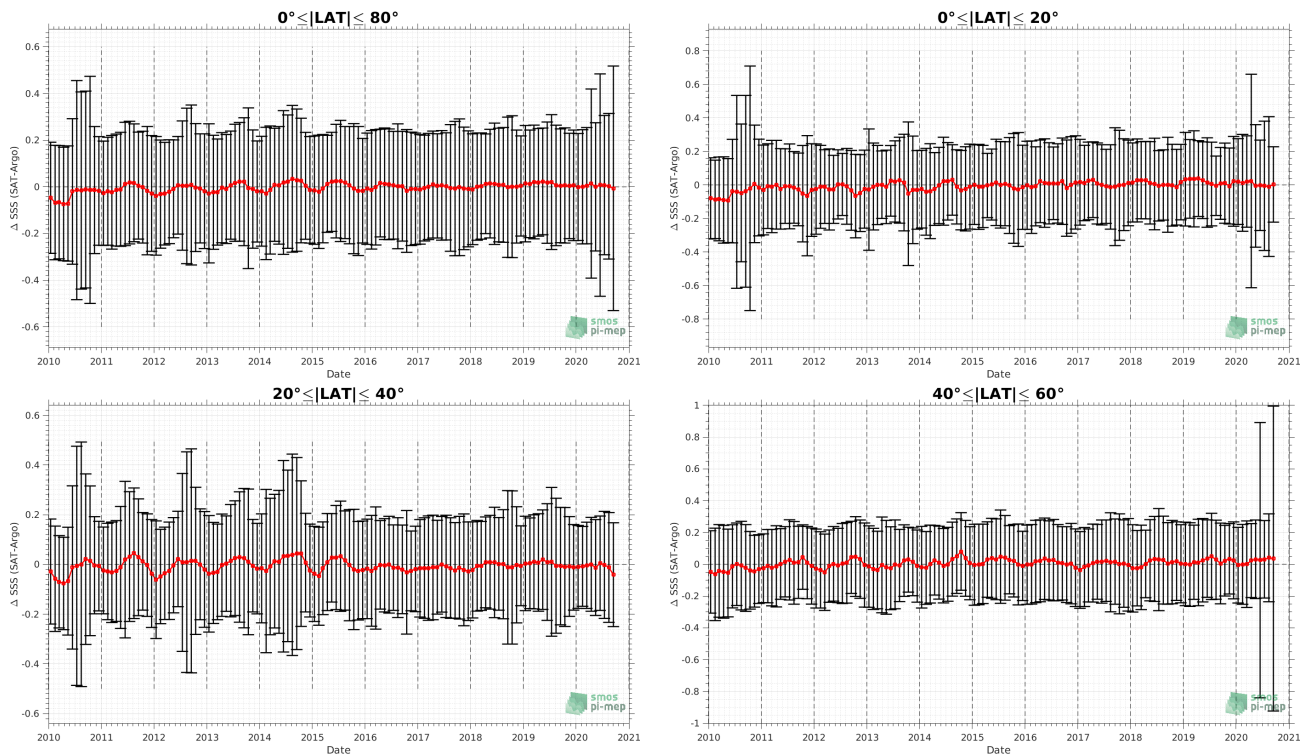 0°≤|LAT|≤ 80°
0.6
0.4
0.2
0
-0.2
-0.4
-0.6
Δ SSS (SAT-Argo)
2010 2011 2012 2013 2014 2015 2016 2017 2018 2019 2020 2021
Date
smos
pi-mep
0°≤|LAT|≤ 20°
0.8
0.6
0.4
0.2
0
-0.2
-0.4
-0.6
-0.8
Δ SSS (SAT-Argo)
2010 2011 2012 2013 2014 2015 2016 2017 2018 2019 2020 2021
Date
smos
pi-mep
20°≤|LAT|≤ 40°
0.6
0.4
0.2
0
-0.2
-0.4
-0.6
Δ SSS (SAT-Argo)
2010 2011 2012 2013 2014 2015 2016 2017 2018 2019 2020 2021
Date
smos
pi-mep
40°≤|LAT|≤ 60°
1
0.8
0.6
0.4
0.2
0
-0.2
-0.4
-0.6
-0.8
-1
Δ SSS (SAT-Argo)
2010 2011 2012 2013 2014 2015 2016 2017 2018 2019 2020 2021
Date
smos
pi-mep